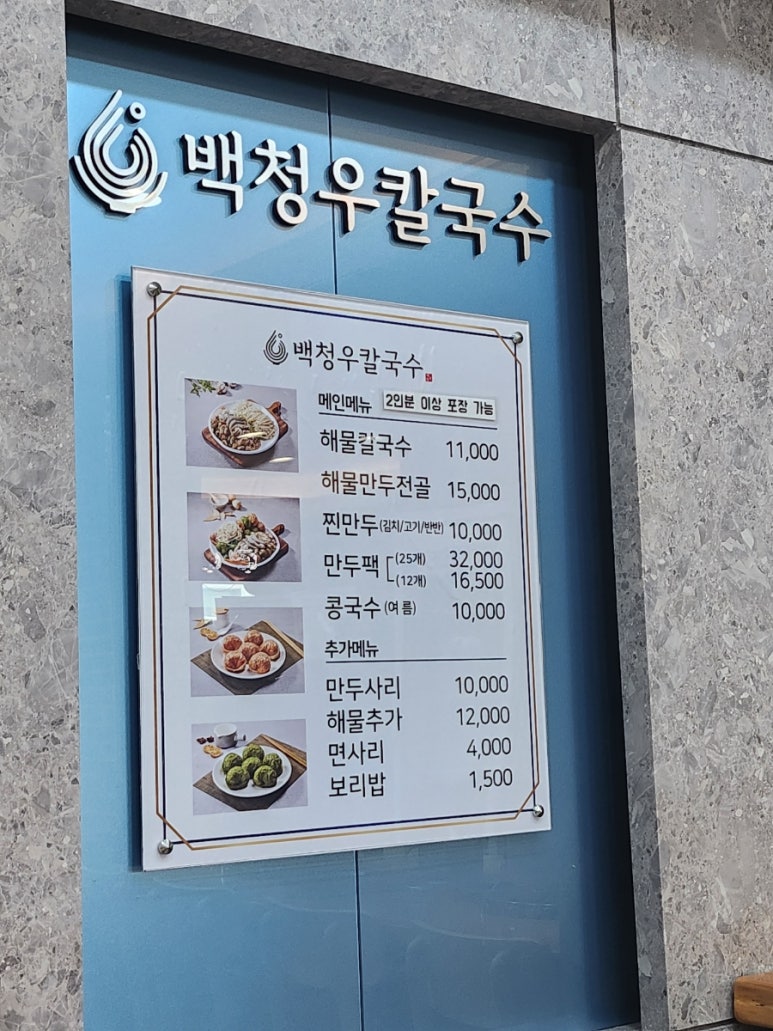 백청우칼국수
백청우칼국수
메인메뉴 2인분 이상 포장 가능
해물칼국수 11,000
해물만두전골 15,000
찐만두(김치/고기/반반) 10,000
만두팩 (25개) 32,000
(12개) 16,500
콩국수(여름) 10,000
추가메뉴
만두사리 10,000
해물추가 12,000
면사리 4,000
보리밥 1,500